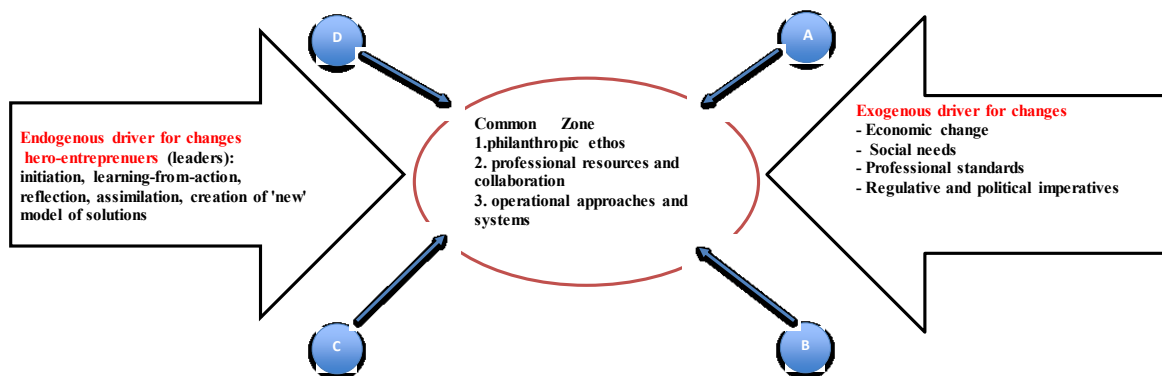 D
A
Endogenous driver for changes
hero-entreprenuers (leaders):
initiation, learning-from-action,
reflection, assimilation, creation of 'new'
model of solutions
Common Zone
1.philanthropic ethos
2. professional resources and
collaboration
3. operational approaches and
systems
Exogenous driver for changes
- Economic change
- Social needs
- Professional standards
- Regulative and political imperatives
C
B